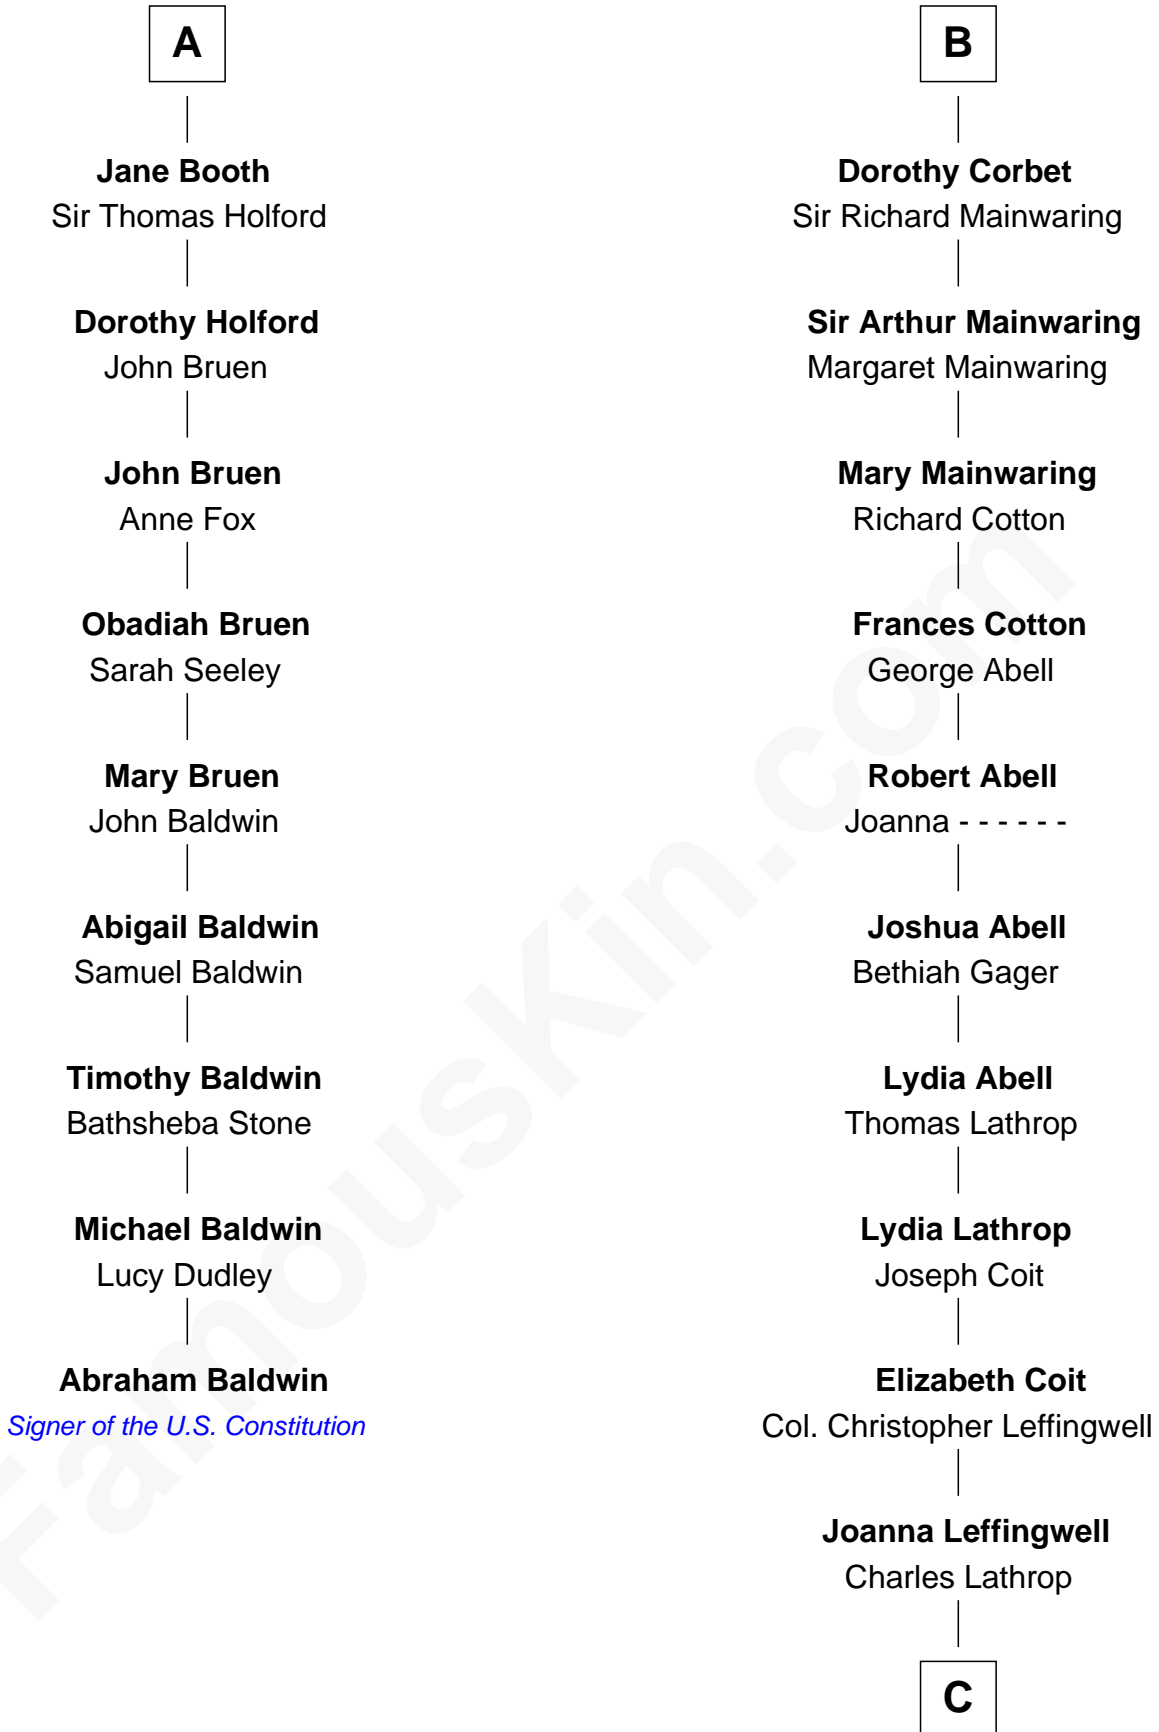 A
Jane Booth
Sir Thomas Holford
Dorothy Holford
John Bruen
John Bruen
Anne Fox
Obadiah Bruen
Sarah Seeley
Mary Bruen
John Baldwin
Abigail Baldwin
Samuel Baldwin
Timothy Baldwin
Bathsheba Stone
Michael Baldwin
Lucy Dudley
Abraham Baldwin
Signer of the U.S. Constitution
B
Dorothy Corbet
Sir Richard Mainwaring
Sir Arthur Mainwaring
Margaret Mainwaring
Mary Mainwaring
Richard Cotton
Frances Cotton
George Abell
Robert Abell
Joanna - - - - - -
Joshua Abell
Bethiah Gager
Lydia Abell
Thomas Lathrop
Lydia Lathrop
Joseph Coit
Elizabeth Coit
Col. Christopher Leffingwell
Joanna Leffingwell
Charles Lathrop
C
FamousKin.com